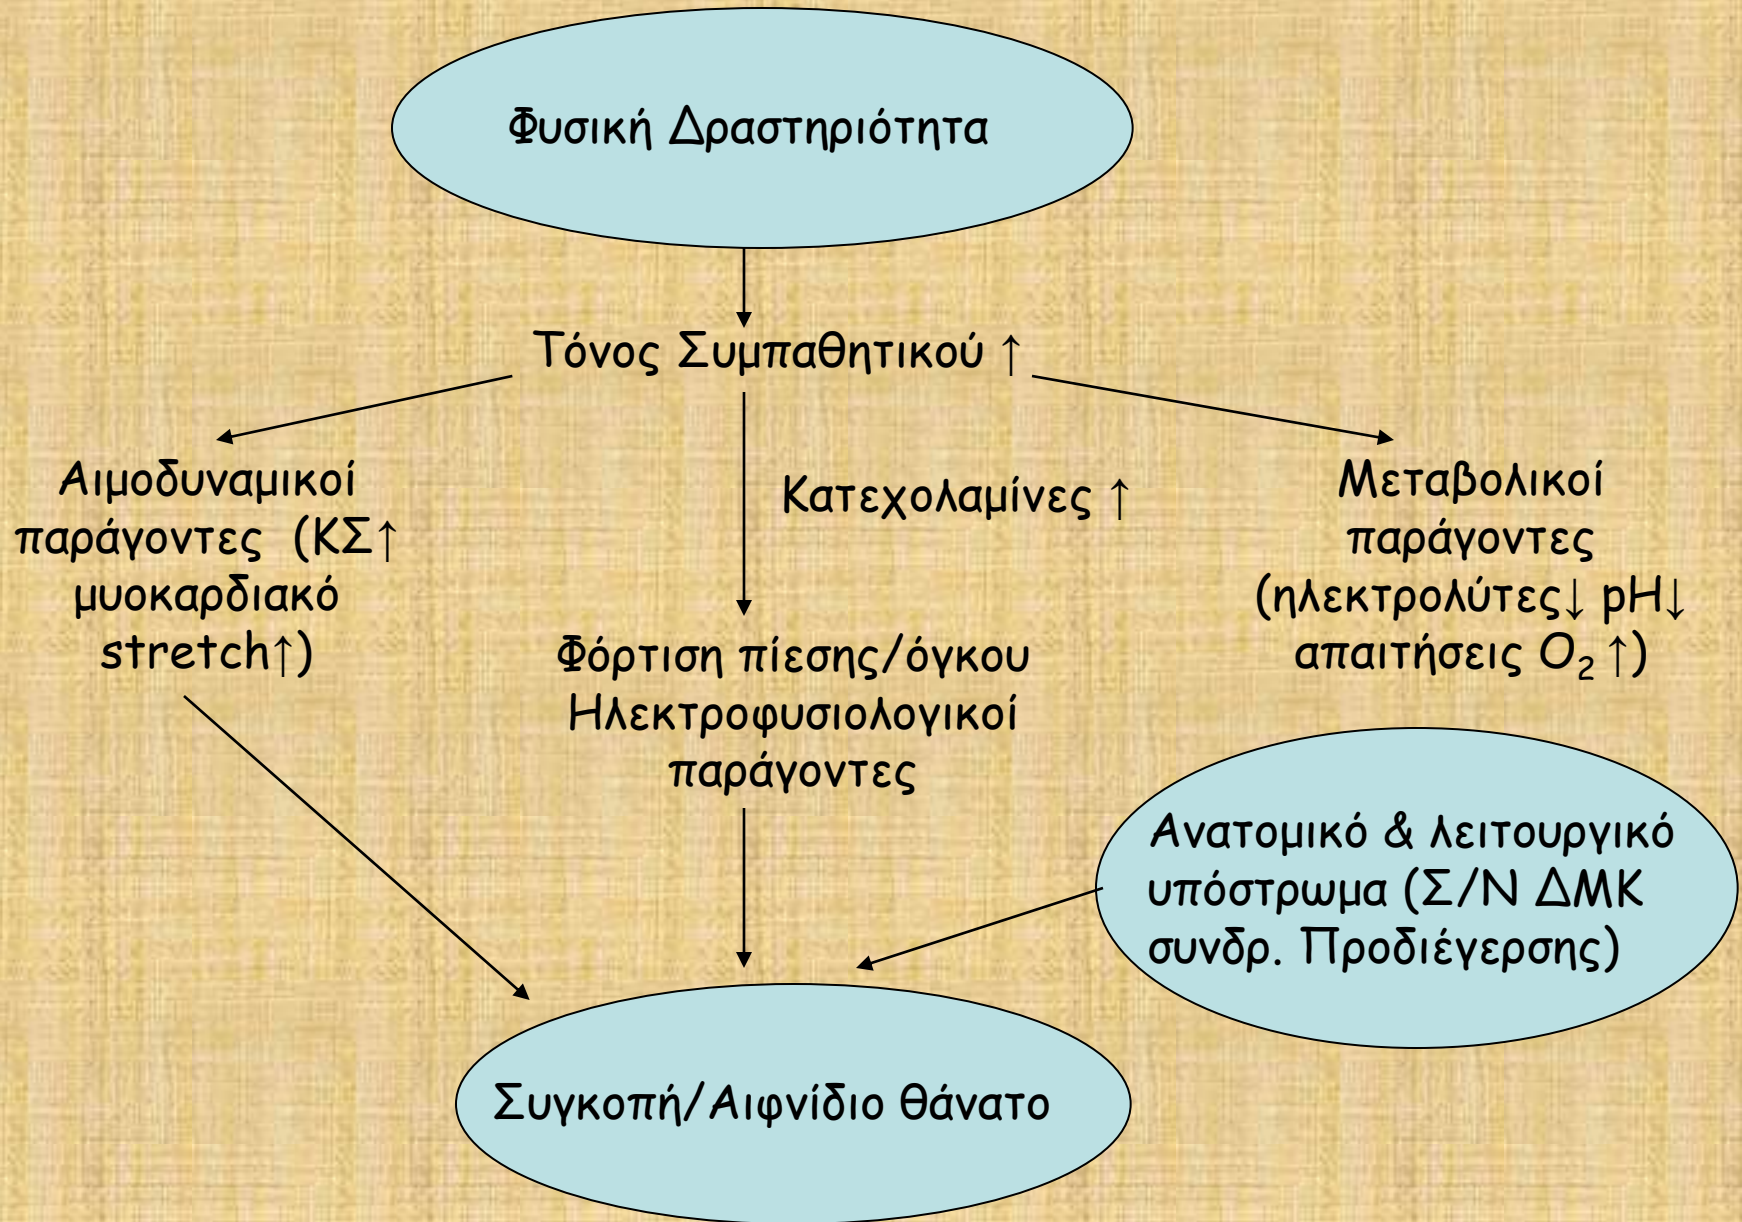 Φυσική Δραστηριότητα
Τόνος Συμπαθητικού ↑
Αιμοδυναμικοί
παράγοντες (ΚΣ↑
μυοκαρδιακό
stretch↑)
Κατεχολαμίνες ↑
Μεταβολικοί
παράγοντες
(ηλεκτρολύτες↓ pH↓
απαιτήσεις O₂ ↑)
Φόρτιση πίεσης/όγκου
Ηλεκτροφυσιολογικοί
παράγοντες
Ανατομικό & λειτουργικό
υπόστρωμα (Σ/Ν ΔΜΚ
συνδρ. Προδιέγερσης)
Συγκοπή/Αιφνίδιο θάνατο